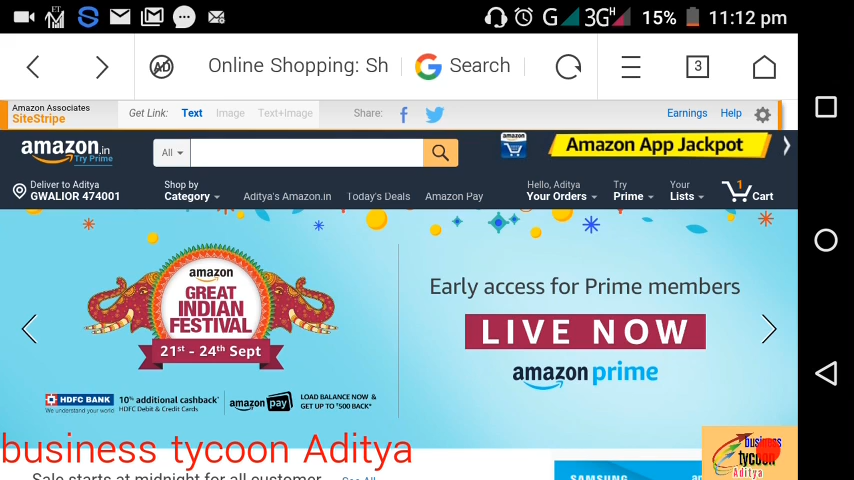 ET
G 3G H 15% 11:12 pm
AD Online Shopping: Sh G Search 3
Amazon Associates
SiteStripe
Get Link: Text Image Text+Image Share: Earnings Help
amazon.in
Try Prime
All
amazon
Amazon App Jackpot
Deliver to Aditya
GWALIOR 474001
Shop by
Category
Aditya's Amazon.in Today's Deals Amazon Pay
Hello, Aditya
Your Orders
Try
Prime
Your
Lists
1
Cart
amazon
GREAT
INDIAN
FESTIVAL
21st - 24th Sept
HDFC BANK
We understand your world
10% additional cashback*
HDFC Debit & Credit Cards
amazon pay
LOAD BALANCE NOW &
GET UP TO ₹500 BACK*
Early access for Prime members
LIVE NOW
amazon prime
business tycoon Aditya
business
tycoon
Aditya
Sale starts at midnight for all customer
See All
SAMSUNG